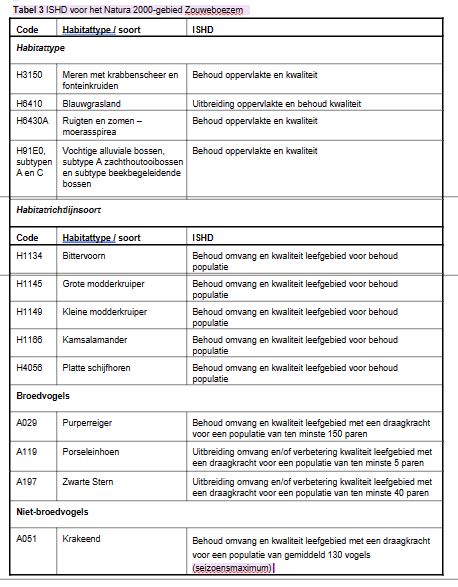 Tabel 3 ISHD voor het Natura 2000-gebied Zouweboezem
Code Habitattype / soort ISHD
Habitattype
H3150 Meren met krabbenscheer en fonteinkruiden Behoud oppervlakte en kwaliteit
H6410 Blauwgrasland Uitbreiding oppervlakte en behoud kwaliteit
H6430A Ruigten en zomen – moerasspirea Behoud oppervlakte en kwaliteit
H91E0, subtypen A en C Vochtige alluviale bossen, subtype A zachthoutooibossen en subtype beekbegeleidende bossen Behoud oppervlakte en kwaliteit
Habitatrichtlijnsoort
Code Habitattype / soort ISHD
H1134 Bittervoorn Behoud omvang en kwaliteit leefgebied voor behoud populatie
H1145 Grote modderkruiper Behoud omvang en kwaliteit leefgebied voor behoud populatie
H1149 Kleine modderkruiper Behoud omvang en kwaliteit leefgebied voor behoud populatie
H1166 Kamsalamander Behoud omvang en kwaliteit leefgebied voor behoud populatie
H4056 Platte schijfhoren Behoud omvang en kwaliteit leefgebied voor behoud populatie
Broedvogels
A029 Purperreiger Behoud omvang en kwaliteit leefgebied met een draagkracht voor een populatie van ten minste 150 paren
A119 Porseleinhoen Uitbreiding omvang en/of verbetering kwaliteit leefgebied met een draagkracht voor een populatie van ten minste 5 paren
A197 Zwarte Stern Uitbreiding omvang en/of verbetering kwaliteit leefgebied met een draagkracht voor een populatie van ten minste 40 paren
Niet-broedvogels
A051 Krakeend Behoud omvang en kwaliteit leefgebied met een draagkracht voor een populatie van gemiddeld 130 vogels (seizoensmaximum)